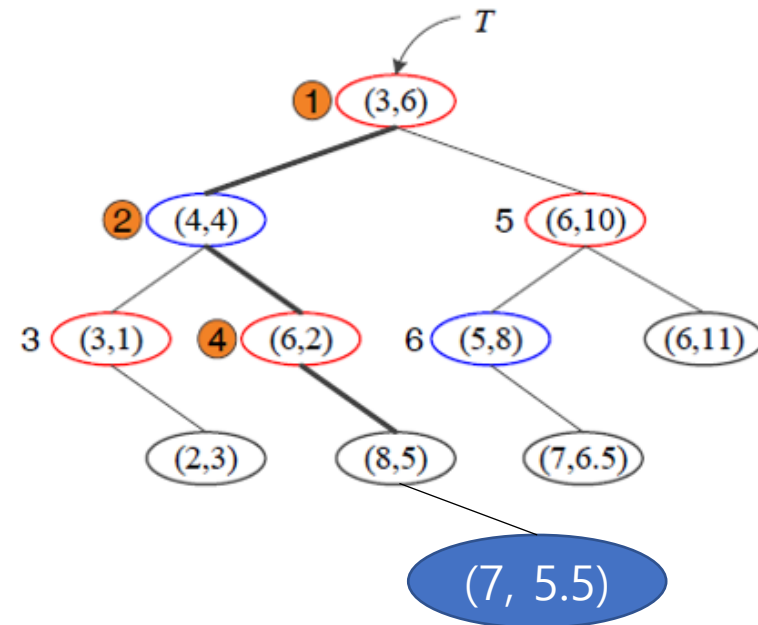 T
1 (3,6)
2 (4,4) 5 (6,10)
3 (3,1) 4 (6,2) 6 (5,8) (6,11)
(2,3) (8,5) (7,6.5)
(7, 5.5)